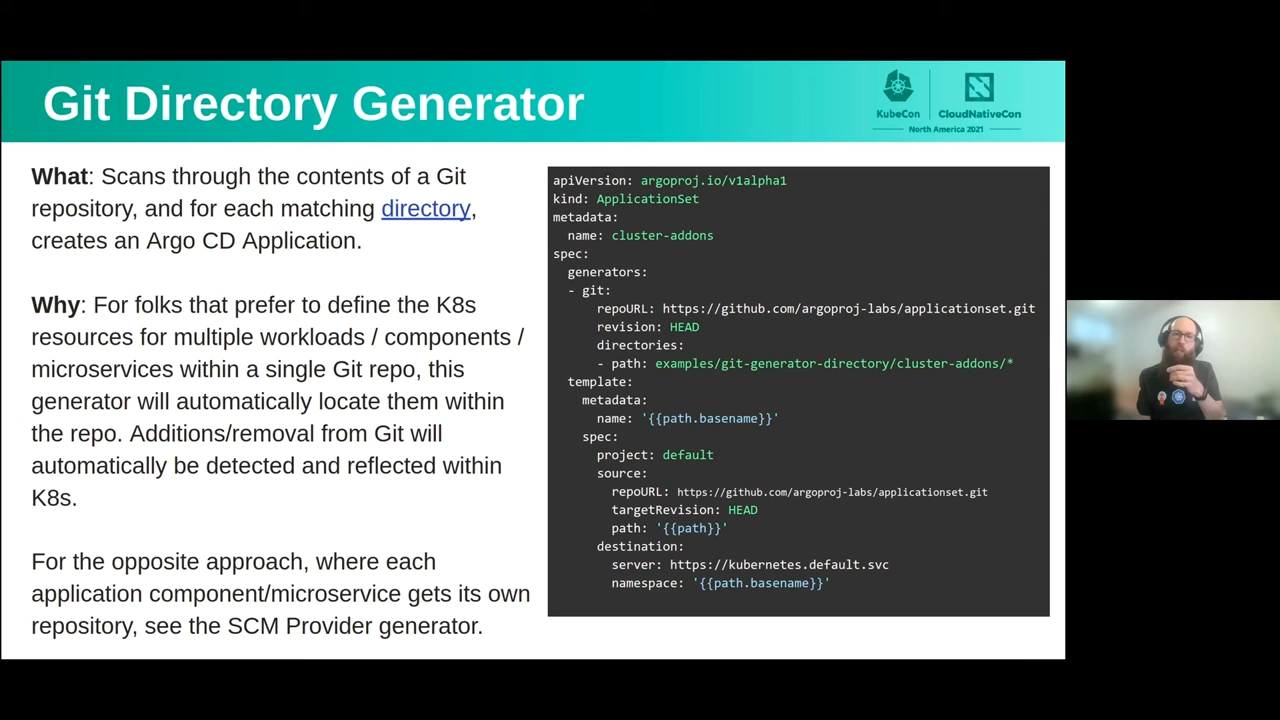 Git Directory Generator
KubeCon
CloudNativeCon
North America 2021
What: Scans through the contents of a Git
repository, and for each matching directory,
creates an Argo CD Application.
Why: For folks that prefer to define the K8s
resources for multiple workloads / components /
microservices within a single Git repo, this
generator will automatically locate them within
the repo. Additions/removal from Git will
automatically be detected and reflected within
K8s.
For the opposite approach, where each
application component/microservice gets its own
repository, see the SCM Provider generator.
apiVersion: argoproj.io/v1alpha1
kind: ApplicationSet
metadata:
  name: cluster-addons
spec:
  generators:
  - git:
      repoURL: https://github.com/argoproj-labs/applicationset.git
      revision: HEAD
      directories:
      - path: examples/git-generator-directory/cluster-addons/*
  template:
    metadata:
      name: '{{path.basename}}'
    spec:
      project: default
      source:
        repoURL: https://github.com/argoproj-labs/applicationset.git
        targetRevision: HEAD
        path: '{{path}}'
      destination:
        server: https://kubernetes.default.svc
        namespace: '{{path.basename}}'